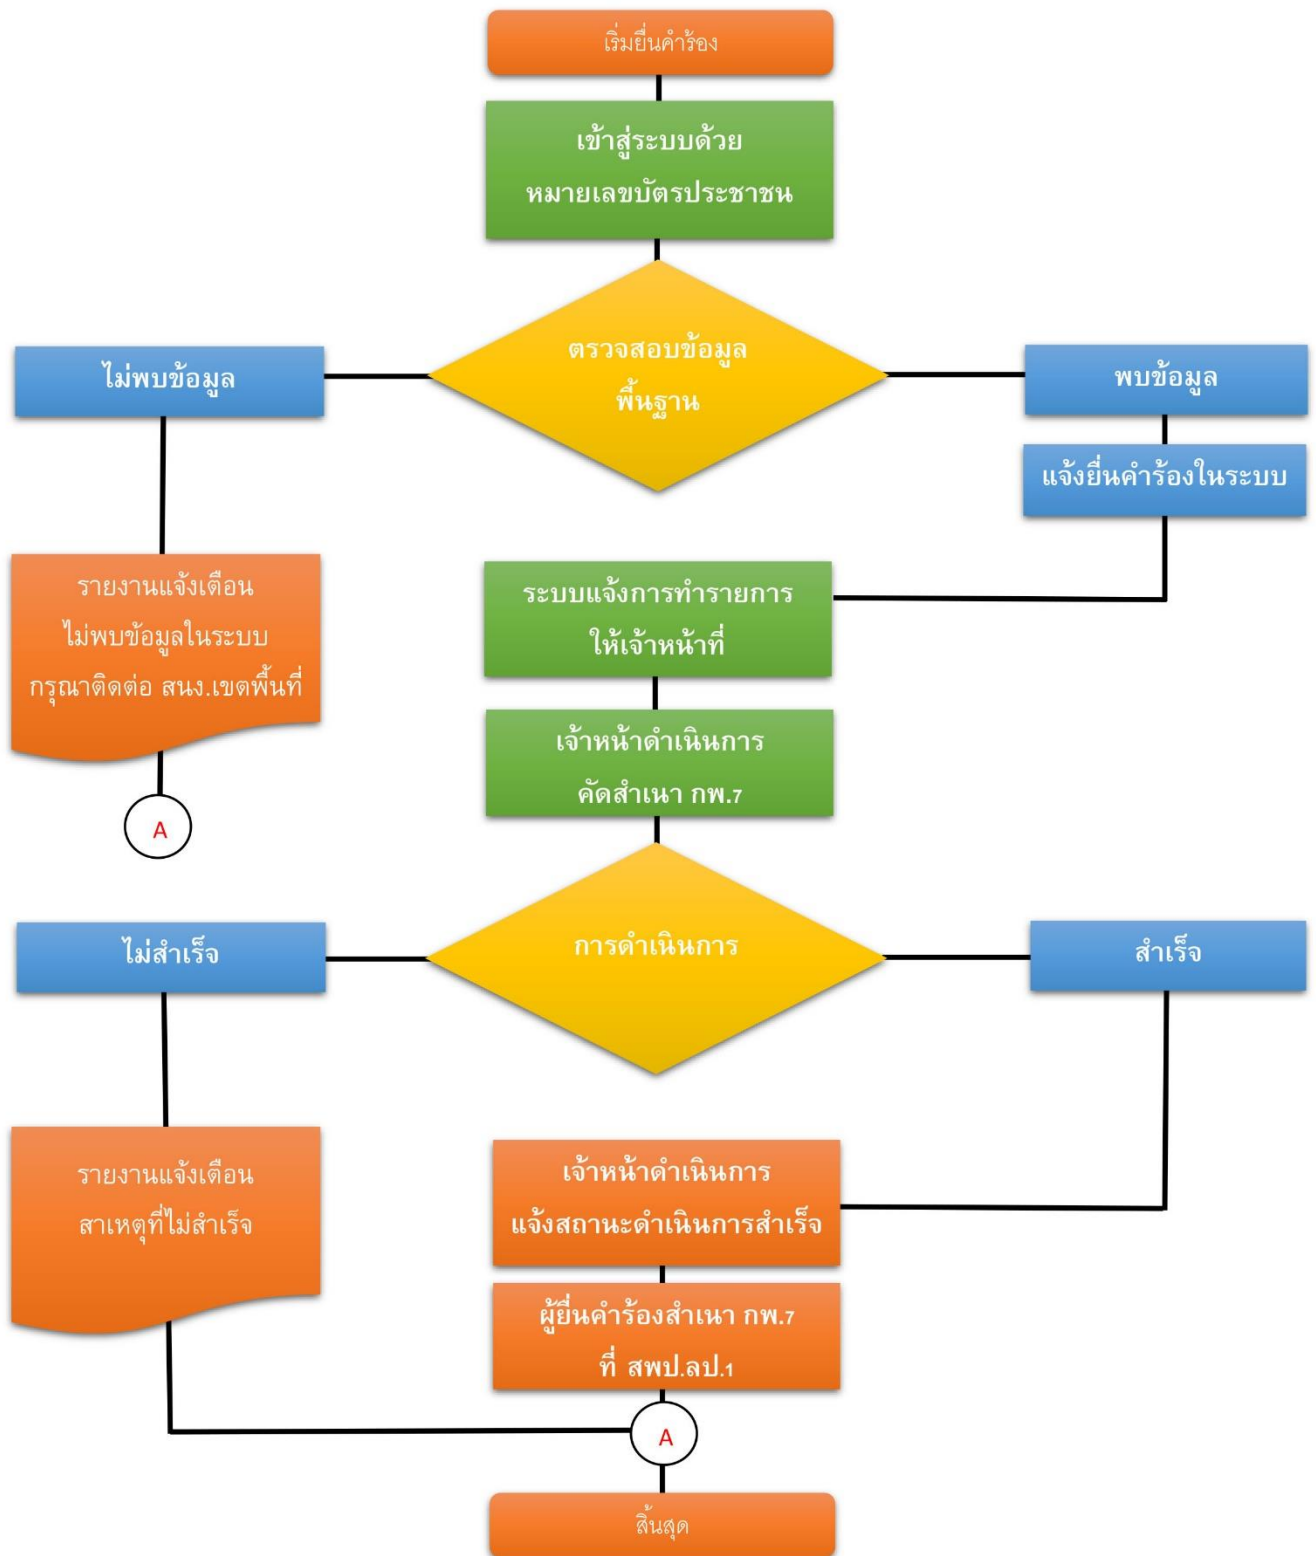 เริ่มยื่นคำร้อง
เข้าสู่ระบบด้วย
หมายเลขบัตรประชาชน
ตรวจสอบข้อมูล
พื้นฐาน
ไม่พบข้อมูล
พบข้อมูล
แจ้งยื่นคำร้องในระบบ
รายงานแจ้งเตือน
ไม่พบข้อมูลในระบบ
กรุณาติดต่อ สนง.เขตพื้นที่
A
ระบบแจ้งการทำรายการ
ให้เจ้าหน้าที่
เจ้าหน้าดำเนินการ
คัดสำเนา กพ.7
การดำเนินการ
ไม่สำเร็จ
สำเร็จ
รายงานแจ้งเตือน
สาเหตุที่ไม่สำเร็จ
เจ้าหน้าดำเนินการ
แจ้งสถานะดำเนินการสำเร็จ
ผู้ยื่นคำร้องสำเนา กพ.7
ที่ สพป.ลป.1
A
สิ้นสุด